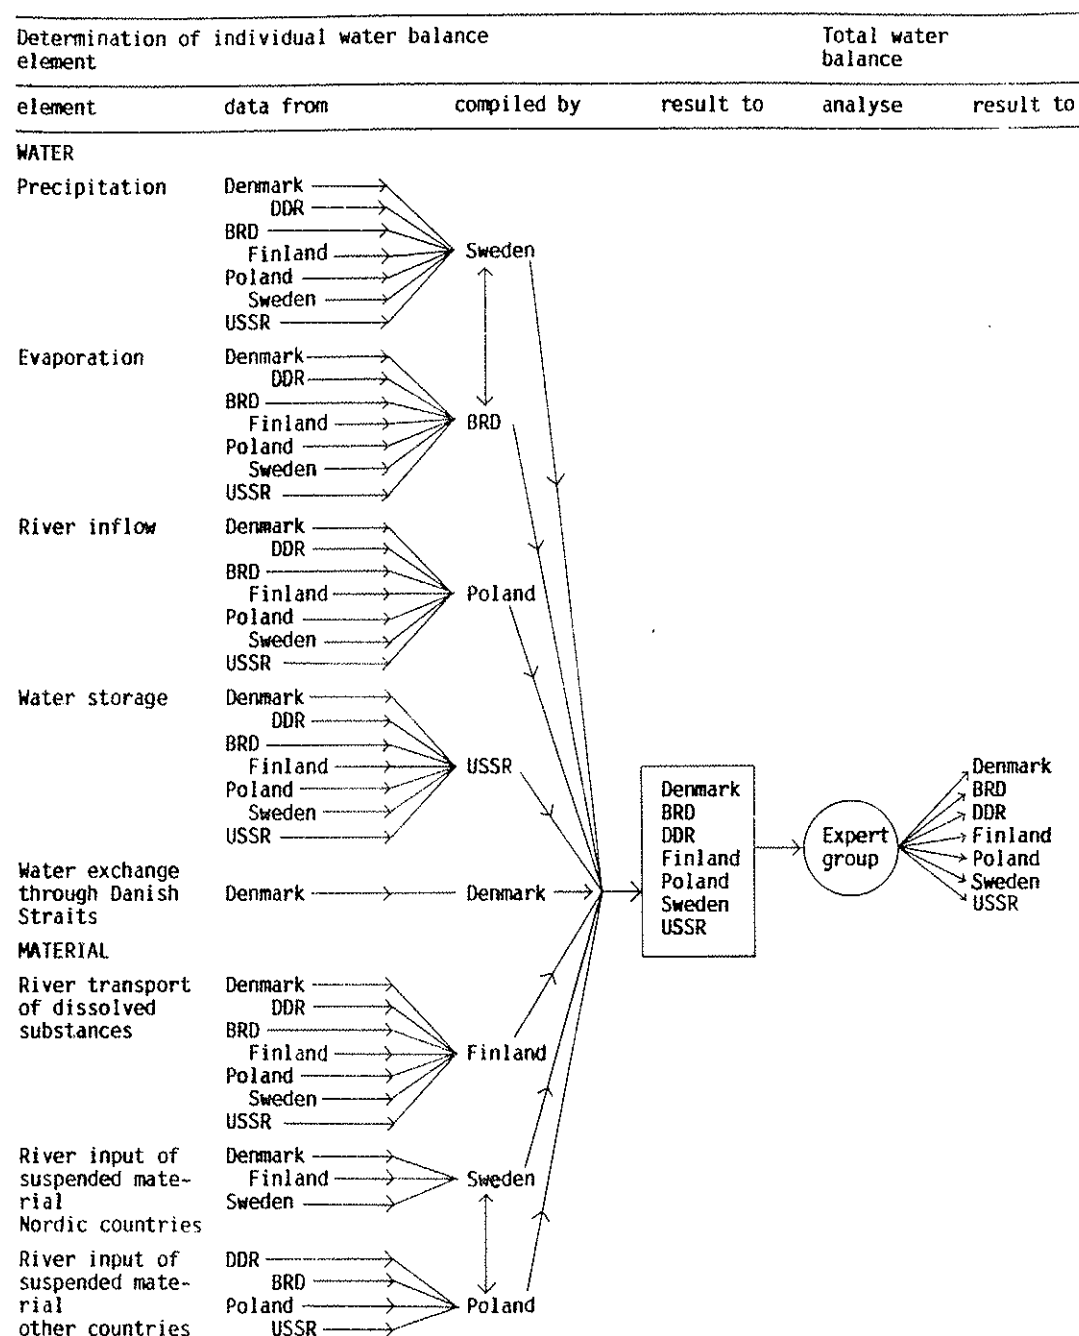 Determination of individual water balance Total water
element balance
element data from compiled by result to analyse result to
WATER
Precipitation Denmark
DDR
BRD
Finland Sweden
Poland
Sweden
USSR
Evaporation Denmark
DDR
BRD
Finland BRD
Poland
Sweden
USSR
River inflow Denmark
DDR
BRD
Finland Poland
Poland
Sweden
USSR
Water storage Denmark
DDR
BRD
Finland USSR
Poland
Sweden
USSR
Water exchange
through Danish Denmark Denmark
Straits
Denmark
BRD
DDR
Finland
Poland
Sweden
USSR
Expert
group
Denmark
BRD
DDR
Finland
Poland
Sweden
USSR
MATERIAL
River transport Denmark
of dissolved DDR
substances BRD
Finland Finland
Poland
Sweden
USSR
River input of Denmark
suspended mate- Finland Sweden
rial Sweden
Nordic countries
River input of DDR
suspended mate- BRD
rial Poland Poland
other countries USSR